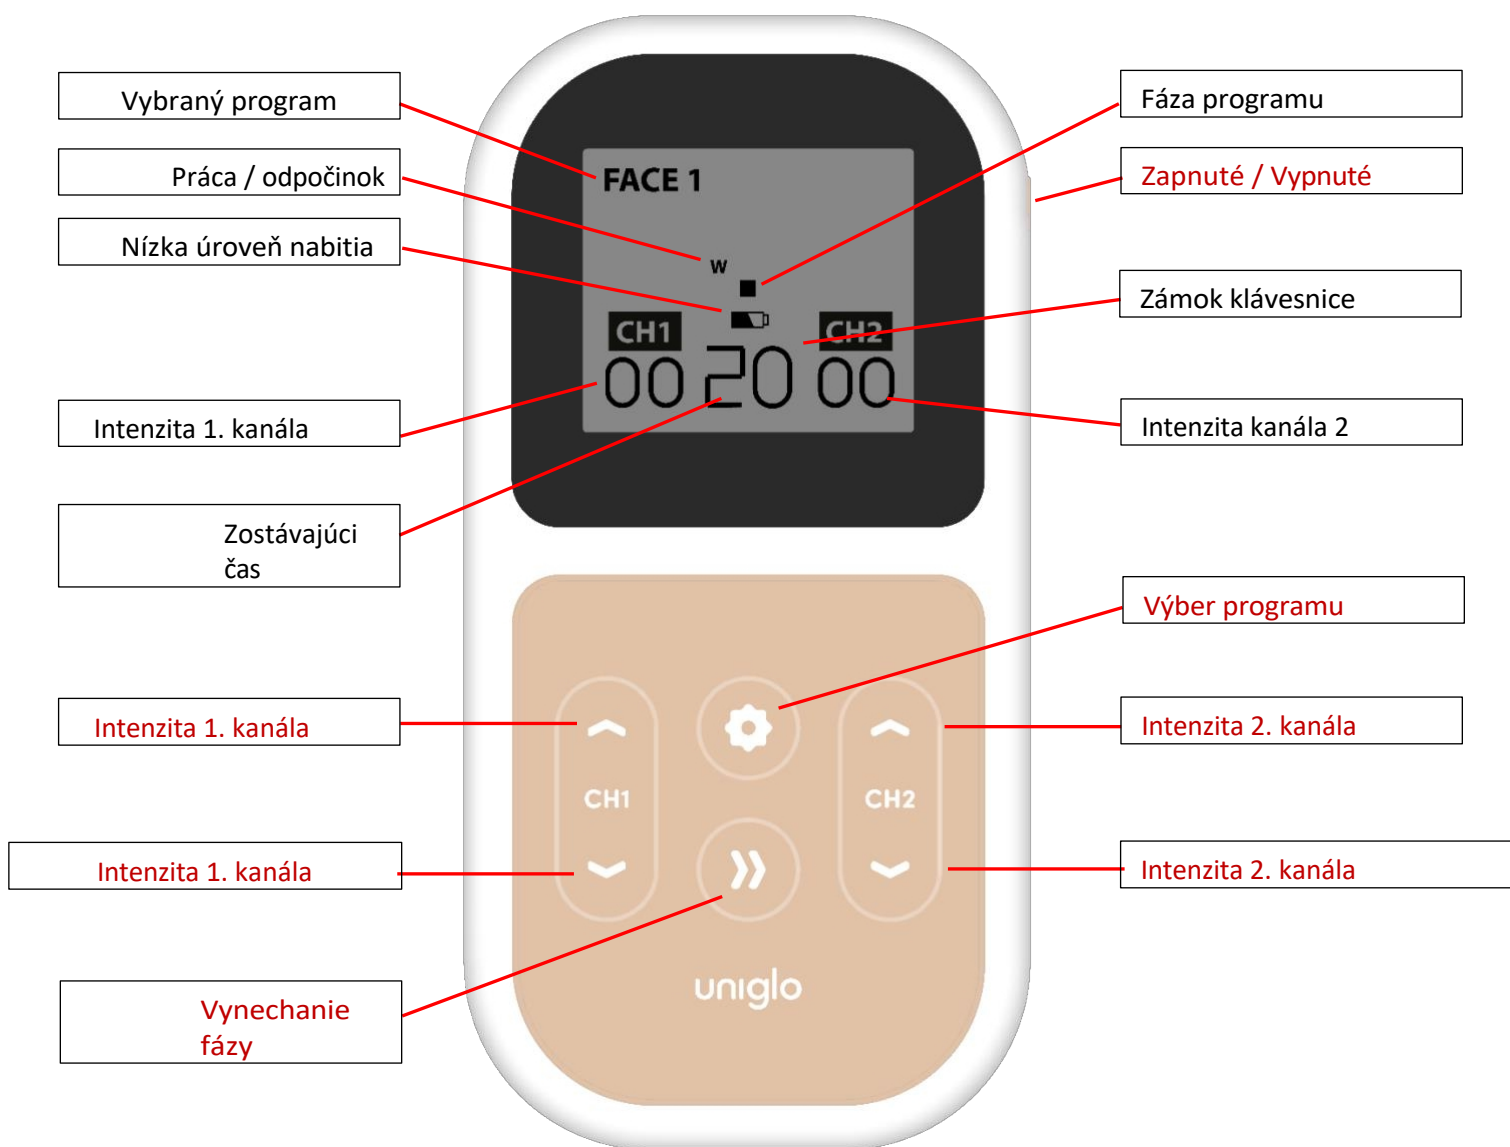 Vybraný program
Práca / odpočinok
Nízka úroveň nabitia
Intenzita 1. kanála
Zostávajúci
čas
Intenzita 1. kanála
Intenzita 1. kanála
Vynechanie
fázy
FACE 1
W
CH1
CH2
00
20
00
CH1
CH2
uniglo
Fáza programu
Zapnuté / Vypnuté
Zámok klávesnice
Intenzita kanála 2
Výber programu
Intenzita 2. kanála
Intenzita 2. kanála